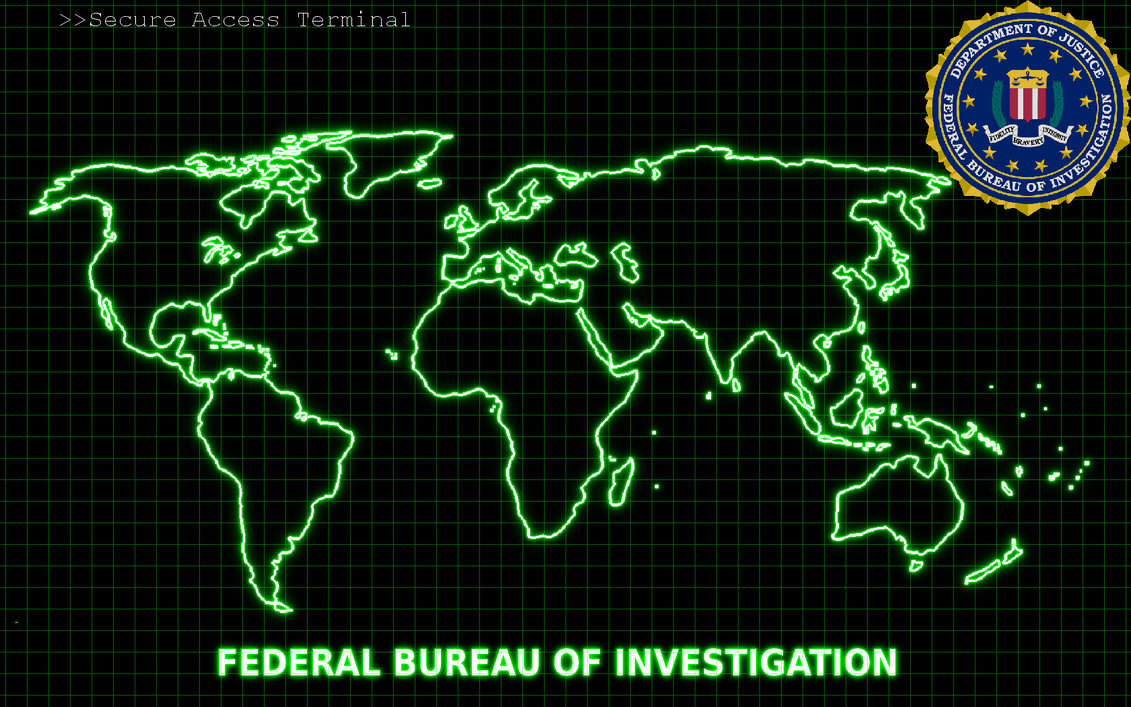 >>Secure Access Terminal
DEPARTMENT OF JUSTICE
FIDELITY BRAVERY INTEGRITY
FEDERAL BUREAU OF INVESTIGATION
FEDERAL BUREAU OF INVESTIGATION